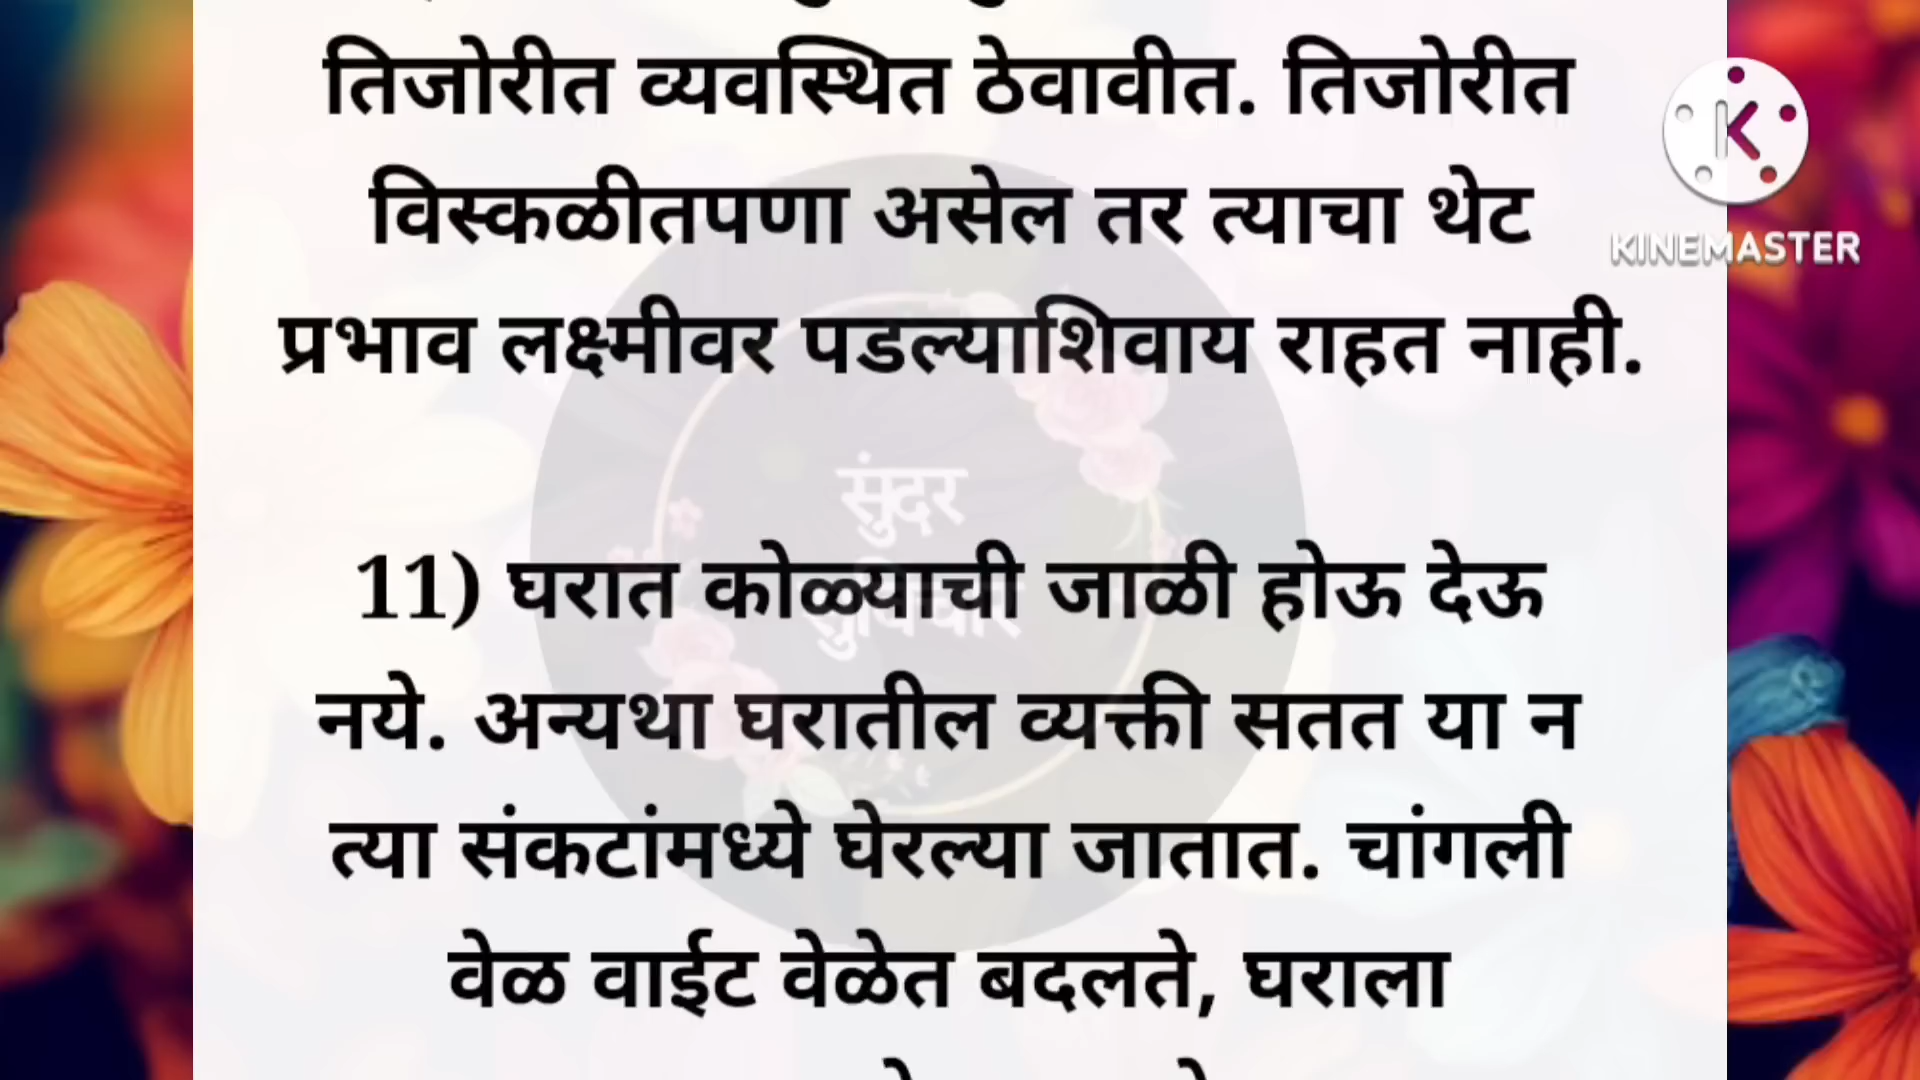 तिजोरीत व्यवस्थित ठेवावीत. तिजोरीत
विस्कळीतपणा असेल तर त्याचा थेट
प्रभाव लक्ष्मीवर पडल्याशिवाय राहत नाही.
11) घरात कोळ्याची जाळी होऊ देऊ
नये. अन्यथा घरातील व्यक्ती सतत या न
त्या संकटांमध्ये घेरल्या जातात. चांगली
वेळ वाईट वेळेत बदलते, घराला
K
KINEMASTER
सुंदर
सुविचार